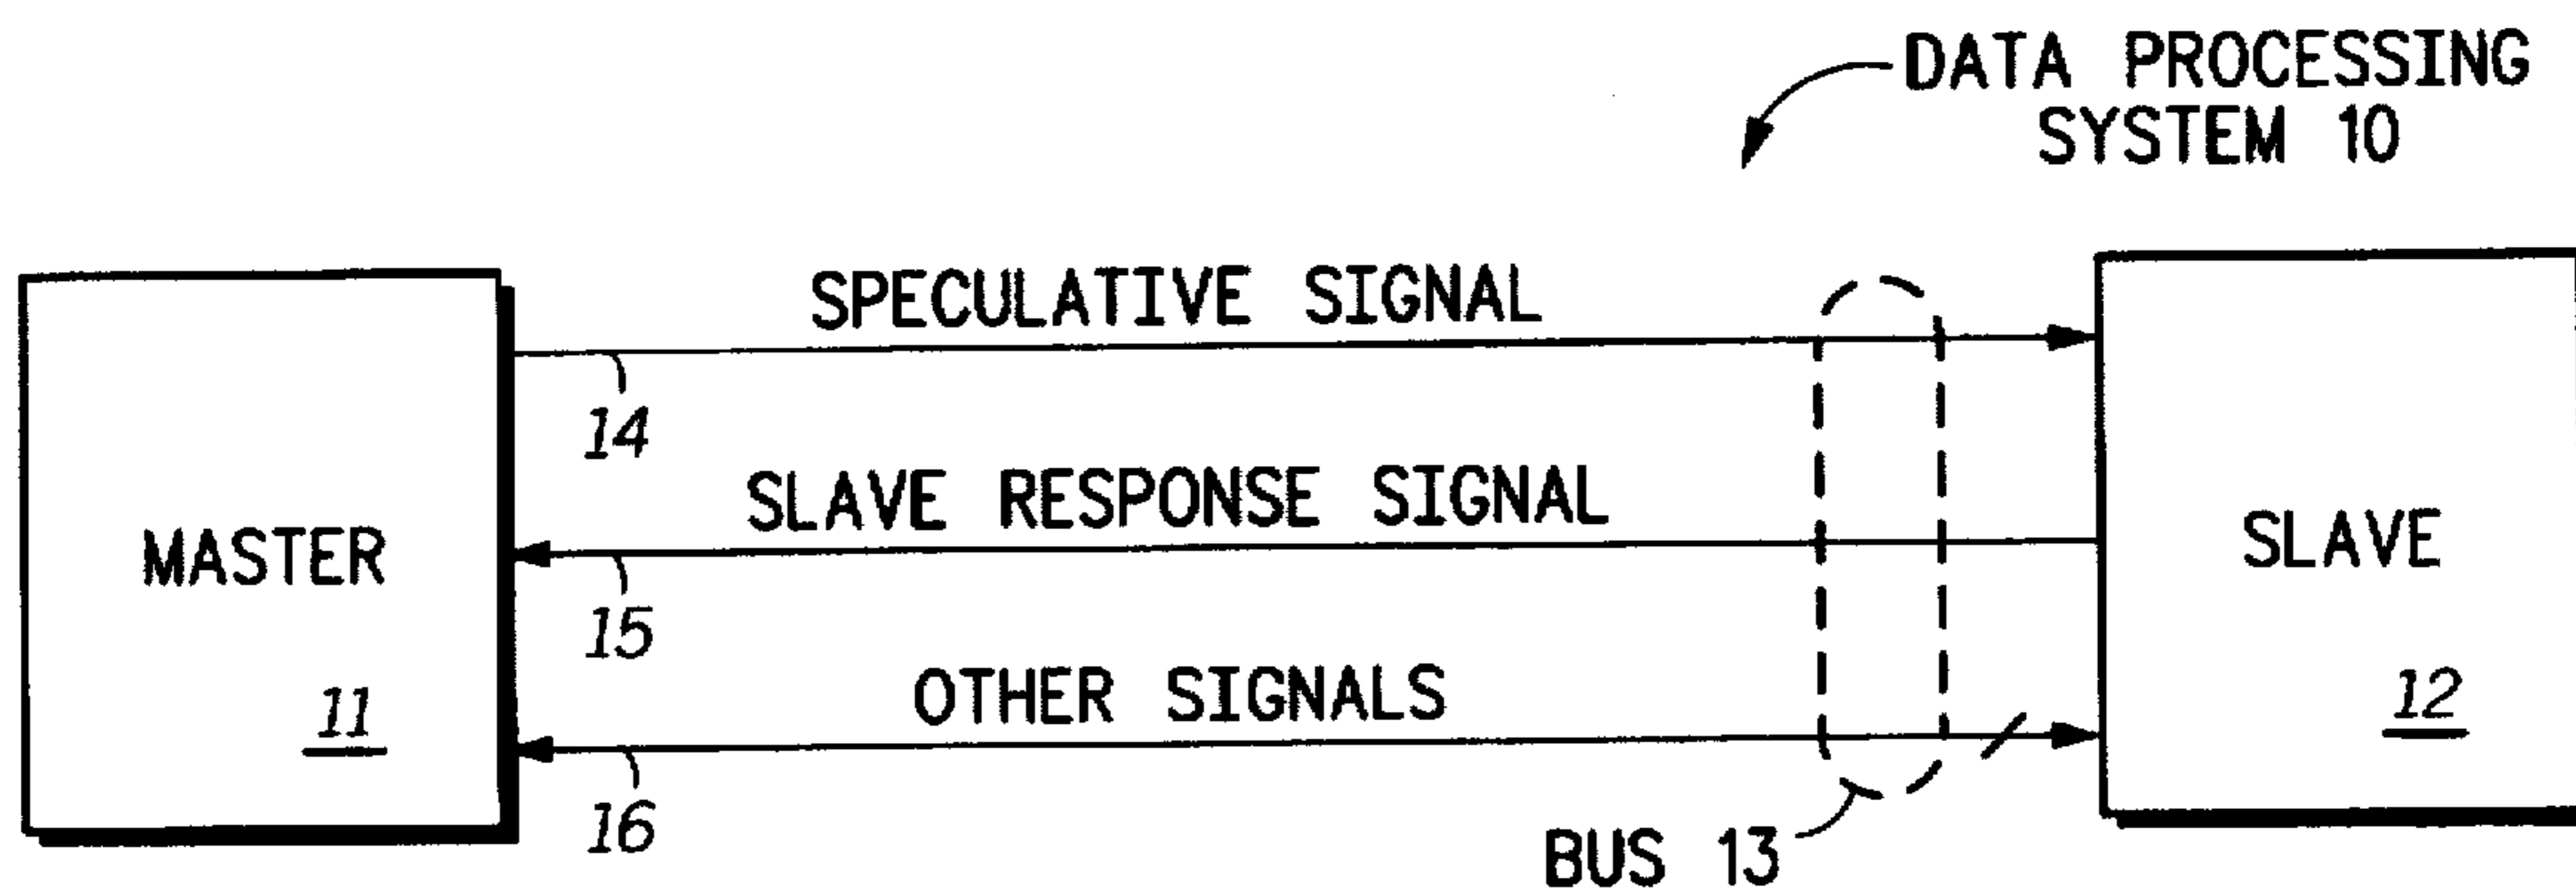 DATA PROCESSING
SYSTEM 10
SPECULATIVE SIGNAL
14
SLAVE RESPONSE SIGNAL
15
MASTER
11
SLAVE
12
OTHER SIGNALS
16
BUS 13